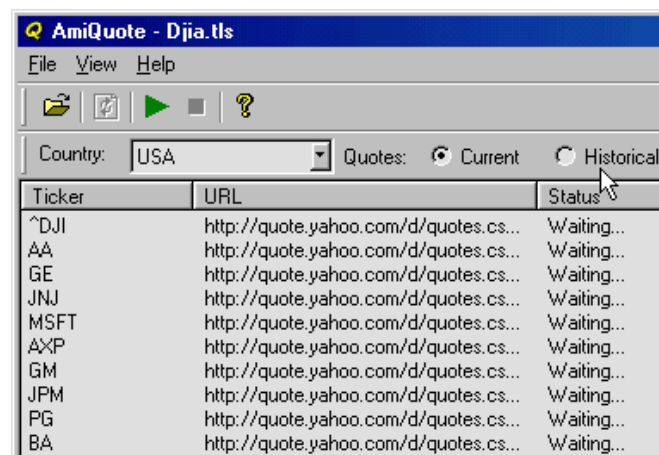 AmiQuote - Djia.tls
File View Help
Country: USA Quotes: Current Historical
Ticker URL Status
^DJI http://quote.yahoo.com/d/quotes.cs... Waiting...
AA http://quote.yahoo.com/d/quotes.cs... Waiting...
GE http://quote.yahoo.com/d/quotes.cs... Waiting...
JNJ http://quote.yahoo.com/d/quotes.cs... Waiting...
MSFT http://quote.yahoo.com/d/quotes.cs... Waiting...
AXP http://quote.yahoo.com/d/quotes.cs... Waiting...
GM http://quote.yahoo.com/d/quotes.cs... Waiting...
JPM http://quote.yahoo.com/d/quotes.cs... Waiting...
PG http://quote.yahoo.com/d/quotes.cs... Waiting...
BA http://quote.yahoo.com/d/quotes.cs... Waiting...